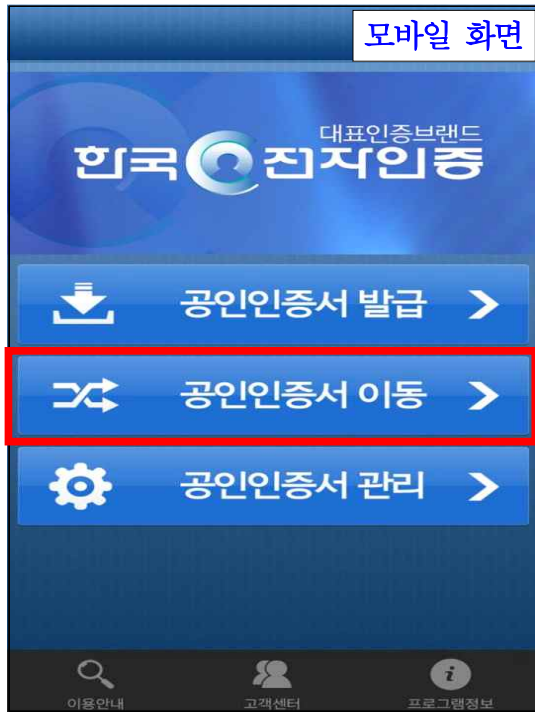 모바일 화면
대표인증브랜드
한국전자인증
공인인증서 발급
공인인증서 이동
공인인증서 관리
이용안내 고객센터 프로그램정보